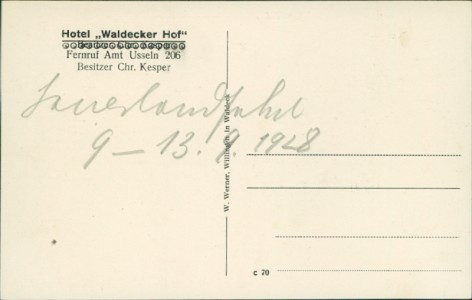 Hotel „Waldecker Hof“
Fernruf Amt Usseln 206
Besitzer Chr. Kesper
Sauerlandfahrt
9 – 13. 9. 1928
W. Werner, Willingen in Waldeck
c 70